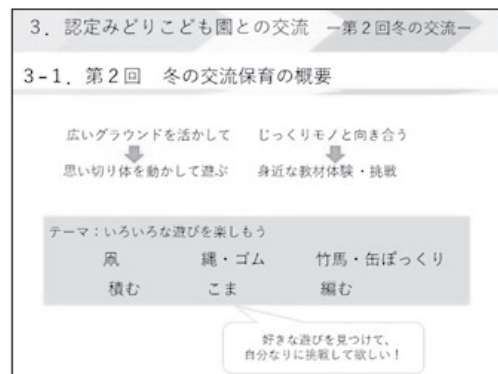 3．認定みどりこども園との交流　ー第２回冬の交流ー
3-1．第２回　冬の交流保育の概要
広いグラウンドを活かして　じっくりモノと向き合う
思い切り体を動かして遊ぶ　身近な教材体験・挑戦
テーマ：いろいろな遊びを楽しもう
凧　縄・ゴム　竹馬・缶ぽっくり
積む　こま　編む
好きな遊びを見つけて、
自分なりに挑戦して欲しい！